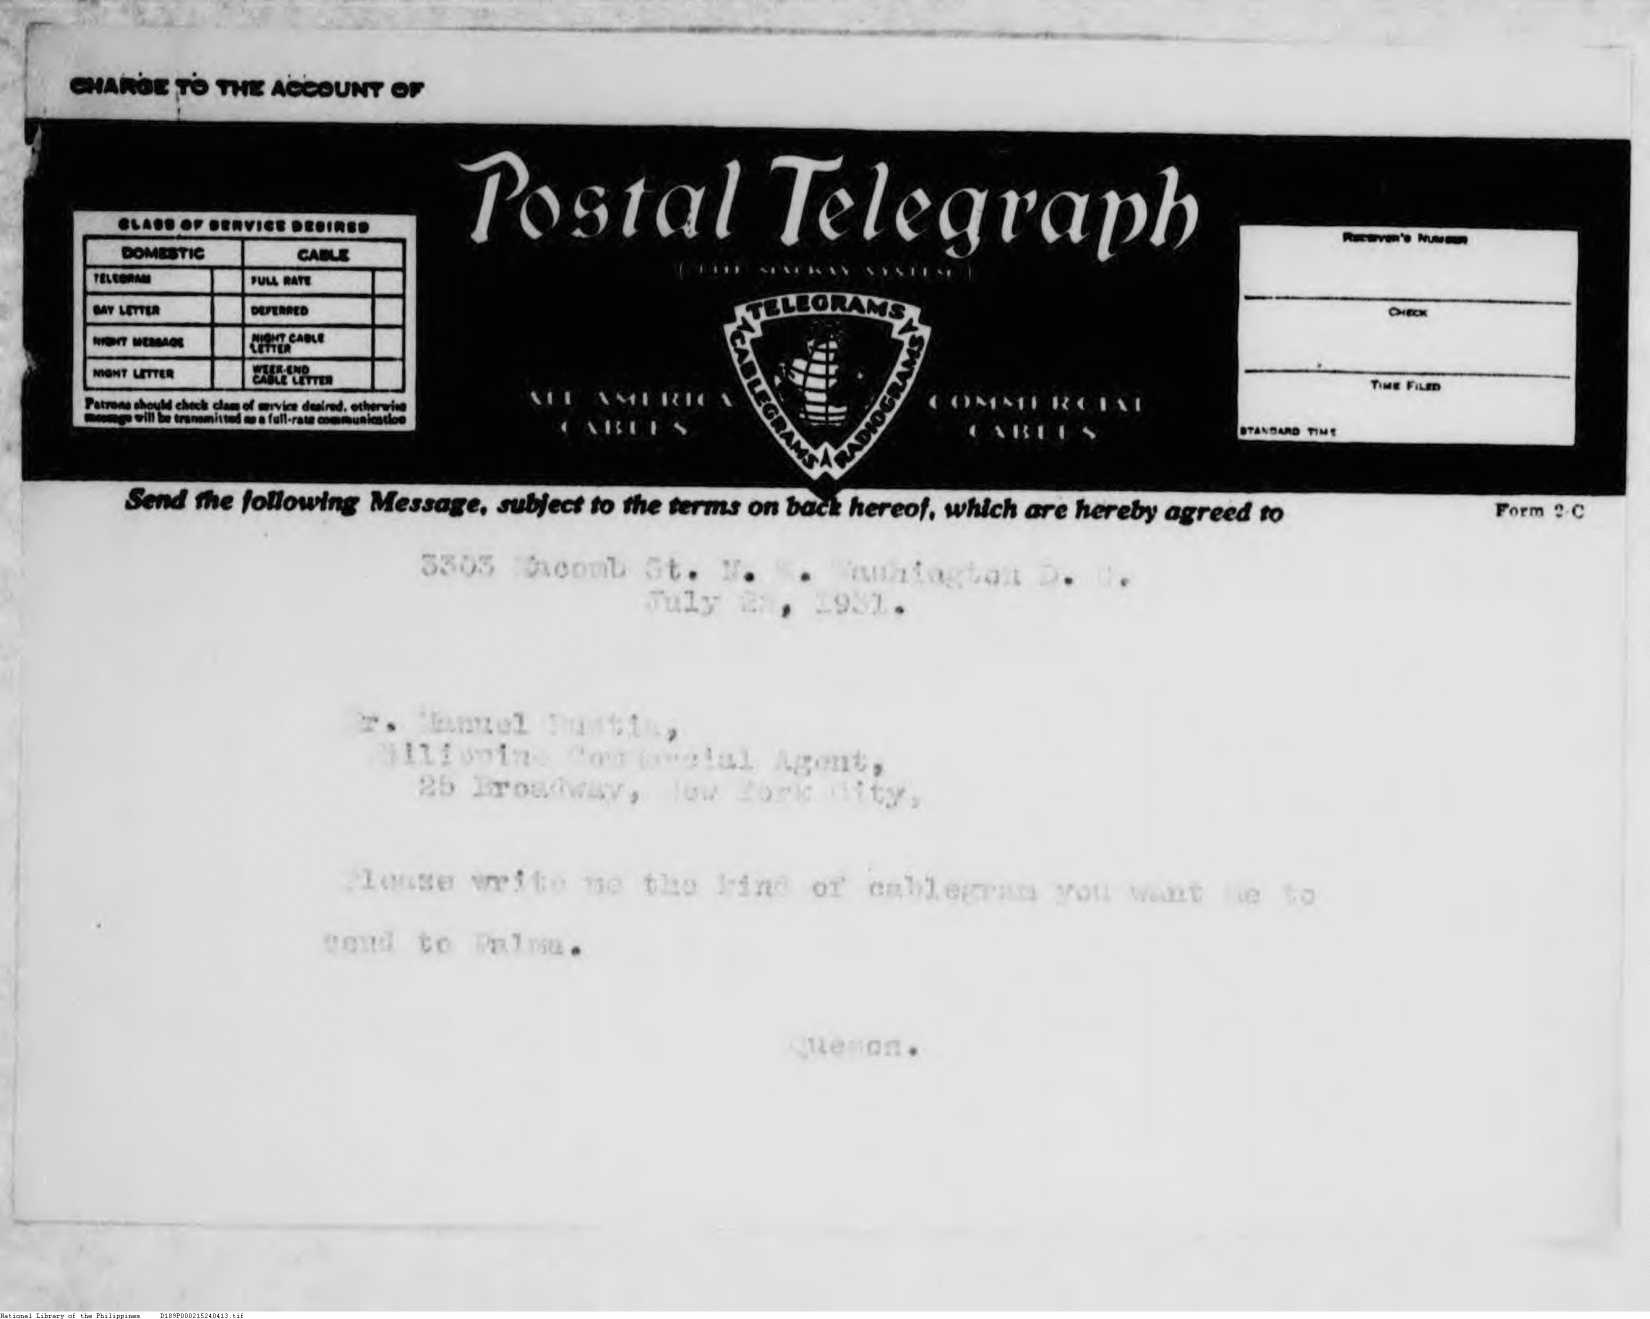 CHARGE TO THE ACCOUNT OF
Postal Telegraph
(THE MACKAY SYSTEM)
CLASS OF SERVICE DESIRED
DOMESTIC CABLE
TELEGRAM FULL RATE
DAY LETTER DEFERRED
NIGHT MESSAGE NIGHT CABLE LETTER
NIGHT LETTER WEEK-END CABLE LETTER
Patrons should check class of service desired, otherwise
message will be transmitted as a full-rate communication
TELEGRAMS
CABLEGRAMS
RADIOGRAMS
ALL AMERICA
CABLES
COMMERCIAL
CABLES
RECEIVER'S NUMBER
CHECK
TIME FILED
STANDARD TIME
Send the following Message, subject to the terms on back hereof, which are hereby agreed to
Form 2 C
3303 Macomb St. N. W. Washington D. C.
July , 1931.
Manuel
Commercial Agent,
25 Broadway, New York City,
Please write me the kind of cablegram you want me to
send to Palma.
Quezon.
National Library of the Philippines D189P000215240413.tif